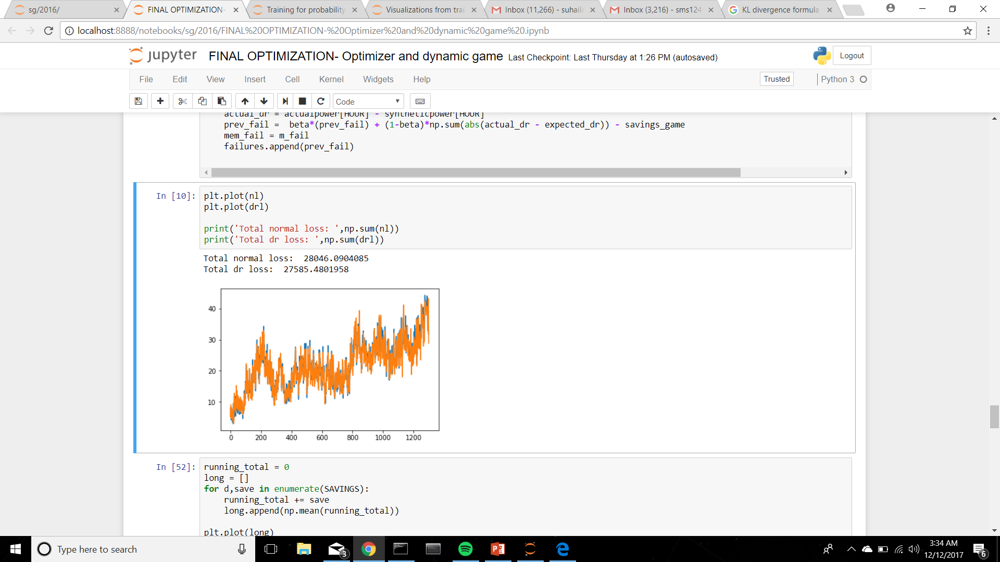 sg/2016/
FINAL OPTIMIZATION-
Training for probability
Visualizations from trai
Inbox (11,266) - suhail
Inbox (3,216) - sms124
KL divergence formula
localhost:8888/notebooks/sg/2016/FINAL%20OPTIMIZATION-%20Optimizer%20and%20dynamic%20game%20.ipynb
jupyter FINAL OPTIMIZATION- Optimizer and dynamic game Last Checkpoint: Last Thursday at 1:26 PM (autosaved)
Logout
File Edit View Insert Cell Kernel Widgets Help
Trusted
Python 3
Code
actual_dr = actualpower[HOUR] - syntheticpower[HOUR]
prev_fail =  beta*(prev_fail) + (1-beta)*np.sum(abs(actual_dr - expected_dr)) - savings_game
mem_fail = m_fail
failures.append(prev_fail)
In [10]:
plt.plot(nl)
plt.plot(drl)
print('Total normal loss: ',np.sum(nl))
print('Total dr loss: ',np.sum(drl))
Total normal loss:  28046.0904085
Total dr loss:  27585.4801958
40
30
20
10
0 200 400 600 800 1000 1200
In [52]:
running_total = 0
long = []
for d,save in enumerate(SAVINGS):
running_total += save
long.append(np.mean(running_total))
plt.plot(long)
Type here to search
3
3:34 AM
12/12/2017
6